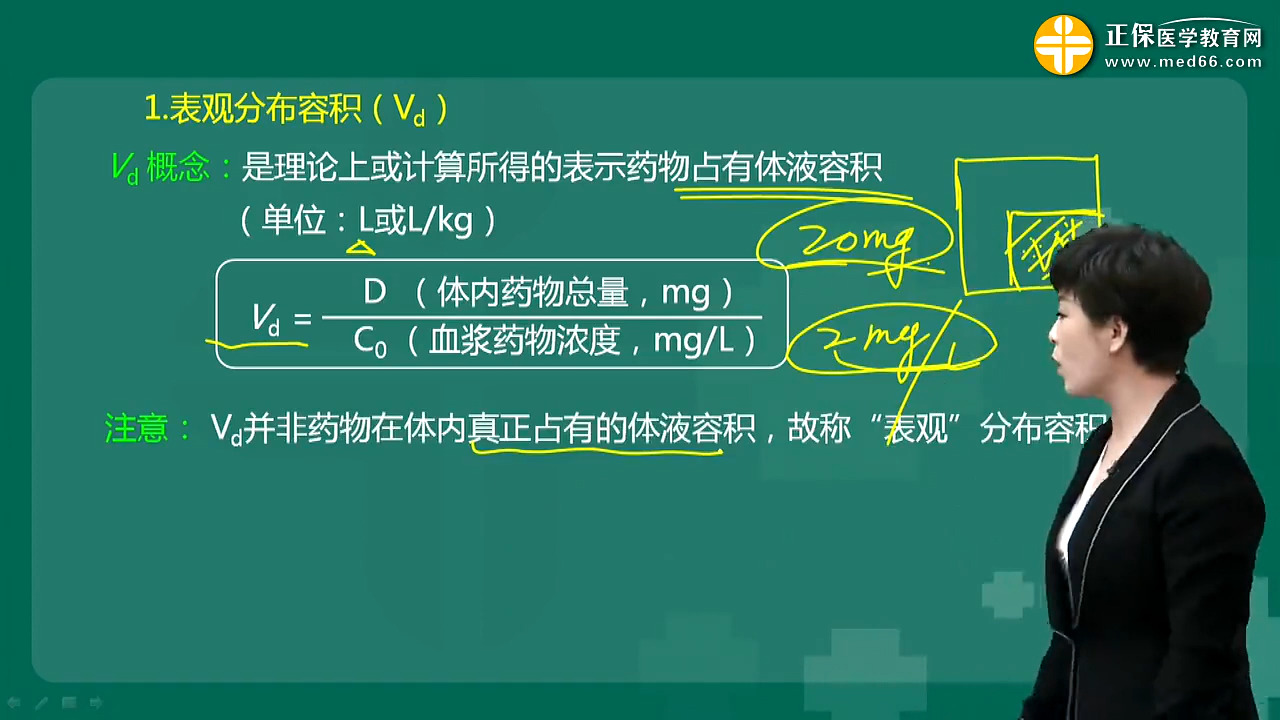 正保医学教育网
www.med66.com
1.表观分布容积（Vd）
Vd 概念：是理论上或计算所得的表示药物占有体液容积
（单位：L或L/kg）
20mg
Vd =
D （体内药物总量，mg）
C0 （血浆药物浓度，mg/L）
2mg/L
注意： Vd并非药物在体内真正占有的体液容积，故称“表观”分布容积